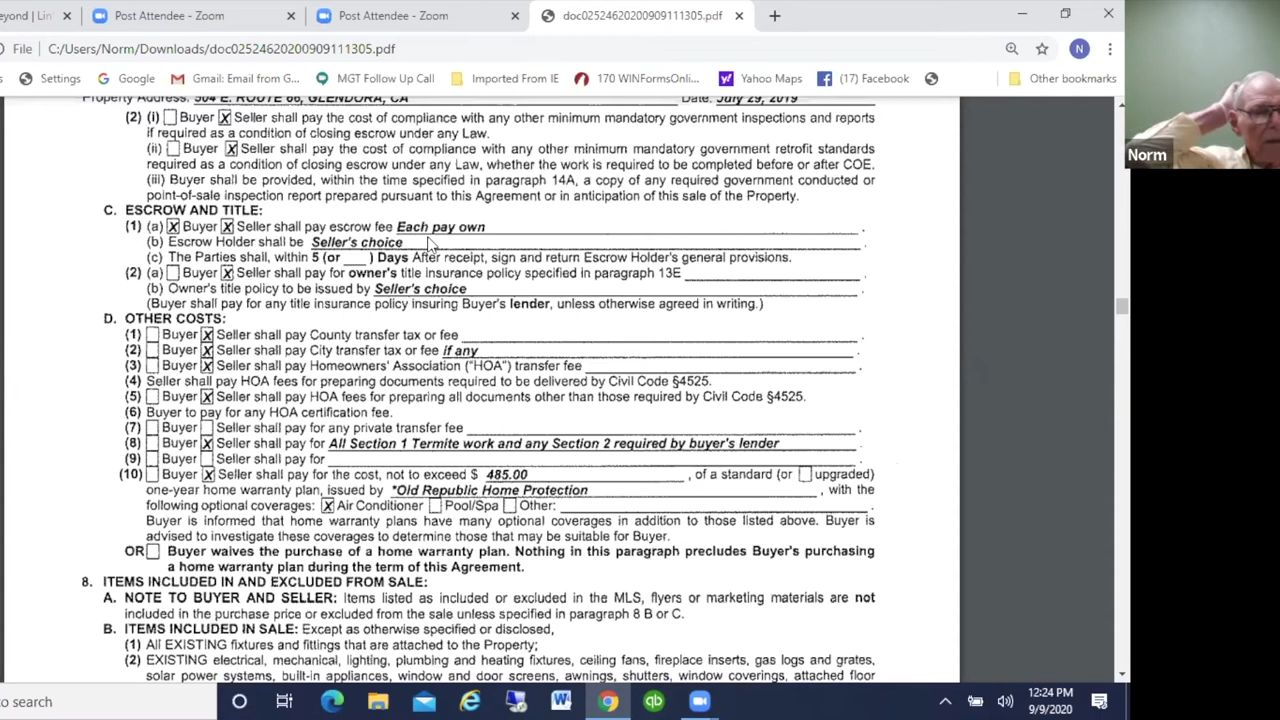 eyond | Lin
Post Attendee - Zoom
Post Attendee - Zoom
doc02524620200909111305.pdf
File
C:/Users/Norm/Downloads/doc02524620200909111305.pdf
N
Settings
Google
Gmail: Email from G...
MGT Follow Up Call
Imported From IE
170 WINFormsOnli...
Yahoo Maps
(17) Facebook
Other bookmarks
Property Address: 504 E. ROUTE 66, GLENDORA, CA Date: July 29, 2019
(2) (i) Buyer X Seller shall pay the cost of compliance with any other minimum mandatory government inspections and reports
if required as a condition of closing escrow under any Law.
(ii) Buyer X Seller shall pay the cost of compliance with any other minimum mandatory government retrofit standards
required as a condition of closing escrow under any Law, whether the work is required to be completed before or after COE.
(iii) Buyer shall be provided, within the time specified in paragraph 14A, a copy of any required government conducted or
point-of-sale inspection report prepared pursuant to this Agreement or in anticipation of this sale of the Property.
C. ESCROW AND TITLE:
(1) (a) X Buyer X Seller shall pay escrow fee Each pay own .
(b) Escrow Holder shall be Seller's choice .
(c) The Parties shall, within 5 (or ___ ) Days After receipt, sign and return Escrow Holder's general provisions.
(2) (a) Buyer X Seller shall pay for owner's title insurance policy specified in paragraph 13E .
(b) Owner's title policy to be issued by Seller's choice .
(Buyer shall pay for any title insurance policy insuring Buyer's lender, unless otherwise agreed in writing.)
D. OTHER COSTS:
(1) Buyer X Seller shall pay County transfer tax or fee .
(2) Buyer X Seller shall pay City transfer tax or fee if any .
(3) Buyer X Seller shall pay Homeowners' Association ("HOA") transfer fee .
(4) Seller shall pay HOA fees for preparing documents required to be delivered by Civil Code §4525.
(5) Buyer X Seller shall pay HOA fees for preparing all documents other than those required by Civil Code §4525.
(6) Buyer to pay for any HOA certification fee.
(7) Buyer Seller shall pay for any private transfer fee .
(8) Buyer X Seller shall pay for All Section 1 Termite work and any Section 2 required by buyer's lender .
(9) Buyer Seller shall pay for .
(10) Buyer X Seller shall pay for the cost, not to exceed $ 485.00 , of a standard (or upgraded)
one-year home warranty plan, issued by *Old Republic Home Protection , with the
following optional coverages: X Air Conditioner Pool/Spa Other: .
Buyer is informed that home warranty plans have many optional coverages in addition to those listed above. Buyer is
advised to investigate these coverages to determine those that may be suitable for Buyer.
OR Buyer waives the purchase of a home warranty plan. Nothing in this paragraph precludes Buyer's purchasing
a home warranty plan during the term of this Agreement.
8. ITEMS INCLUDED IN AND EXCLUDED FROM SALE:
A. NOTE TO BUYER AND SELLER: Items listed as included or excluded in the MLS, flyers or marketing materials are not
included in the purchase price or excluded from the sale unless specified in paragraph 8 B or C.
B. ITEMS INCLUDED IN SALE: Except as otherwise specified or disclosed,
(1) All EXISTING fixtures and fittings that are attached to the Property;
(2) EXISTING electrical, mechanical, lighting, plumbing and heating fixtures, ceiling fans, fireplace inserts, gas logs and grates,
solar power systems, built-in appliances, window and door screens, awnings, shutters, window coverings, attached floor
Norm
to search
12:24 PM
9/9/2020